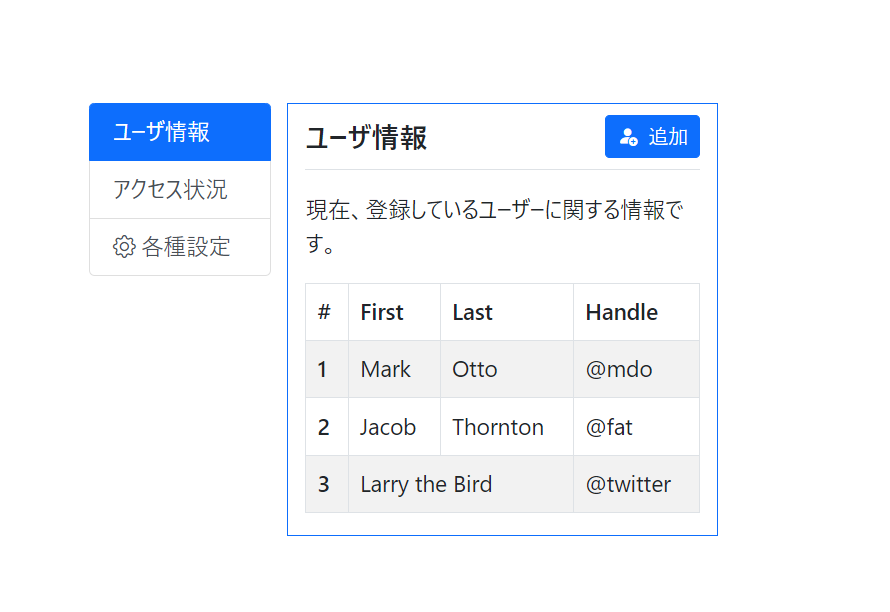 ユーザ情報
アクセス状況
各種設定
ユーザ情報
追加
現在、登録しているユーザーに関する情報で
す。
# First Last Handle
1 Mark Otto @mdo
2 Jacob Thornton @fat
3 Larry the Bird @twitter